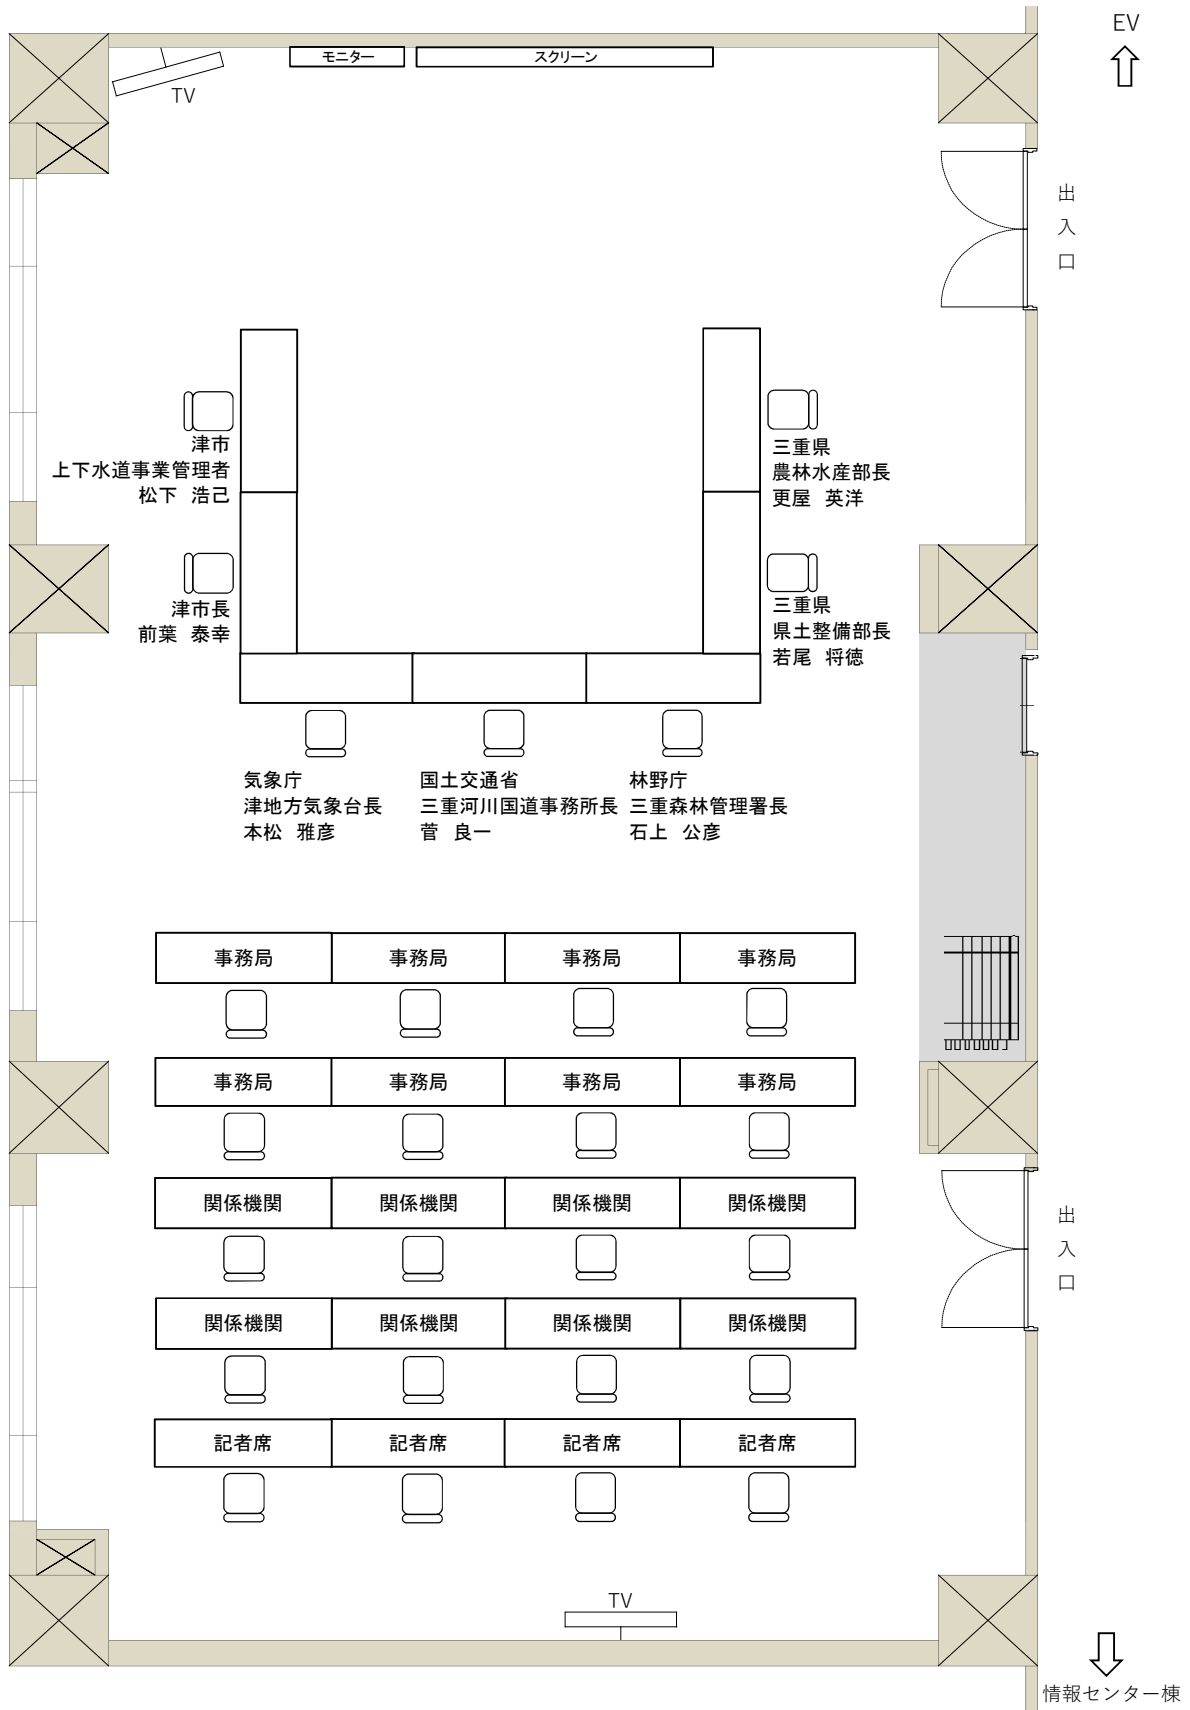 EV
モニター
スクリーン
TV
出
入
口
津市
上下水道事業管理者
松下 浩己
三重県
農林水産部長
更屋 英洋
津市長
前葉 泰幸
三重県
県土整備部長
若尾 将徳
気象庁
津地方気象台長
本松 雅彦
国土交通省
三重河川国道事務所長
菅 良一
林野庁
三重森林管理署長
石上 公彦
事務局 事務局 事務局 事務局
事務局 事務局 事務局 事務局
関係機関 関係機関 関係機関 関係機関
出
入
口
関係機関 関係機関 関係機関 関係機関
記者席 記者席 記者席 記者席
TV
情報センター棟